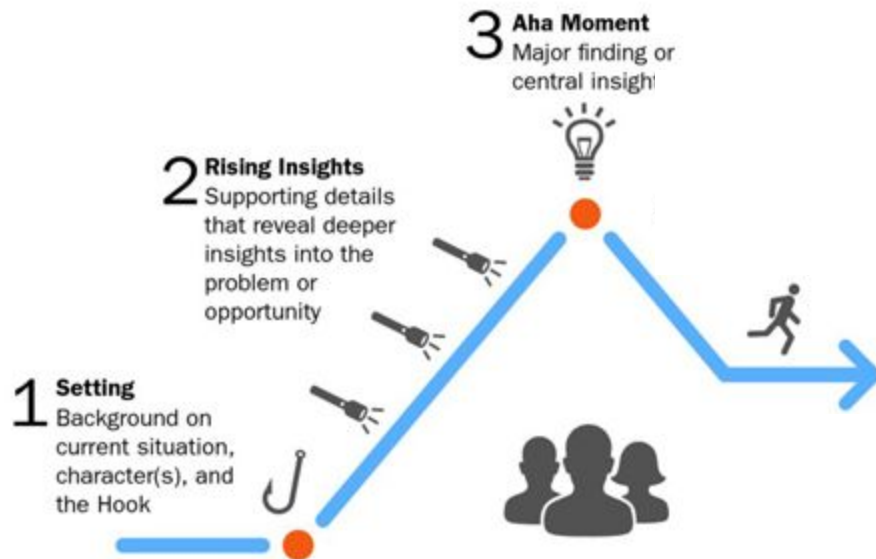 3 Aha Moment
Major finding or
central insight
2 Rising Insights
Supporting details
that reveal deeper
insights into the
problem or
opportunity
1 Setting
Background on
current situation,
character(s), and
the Hook